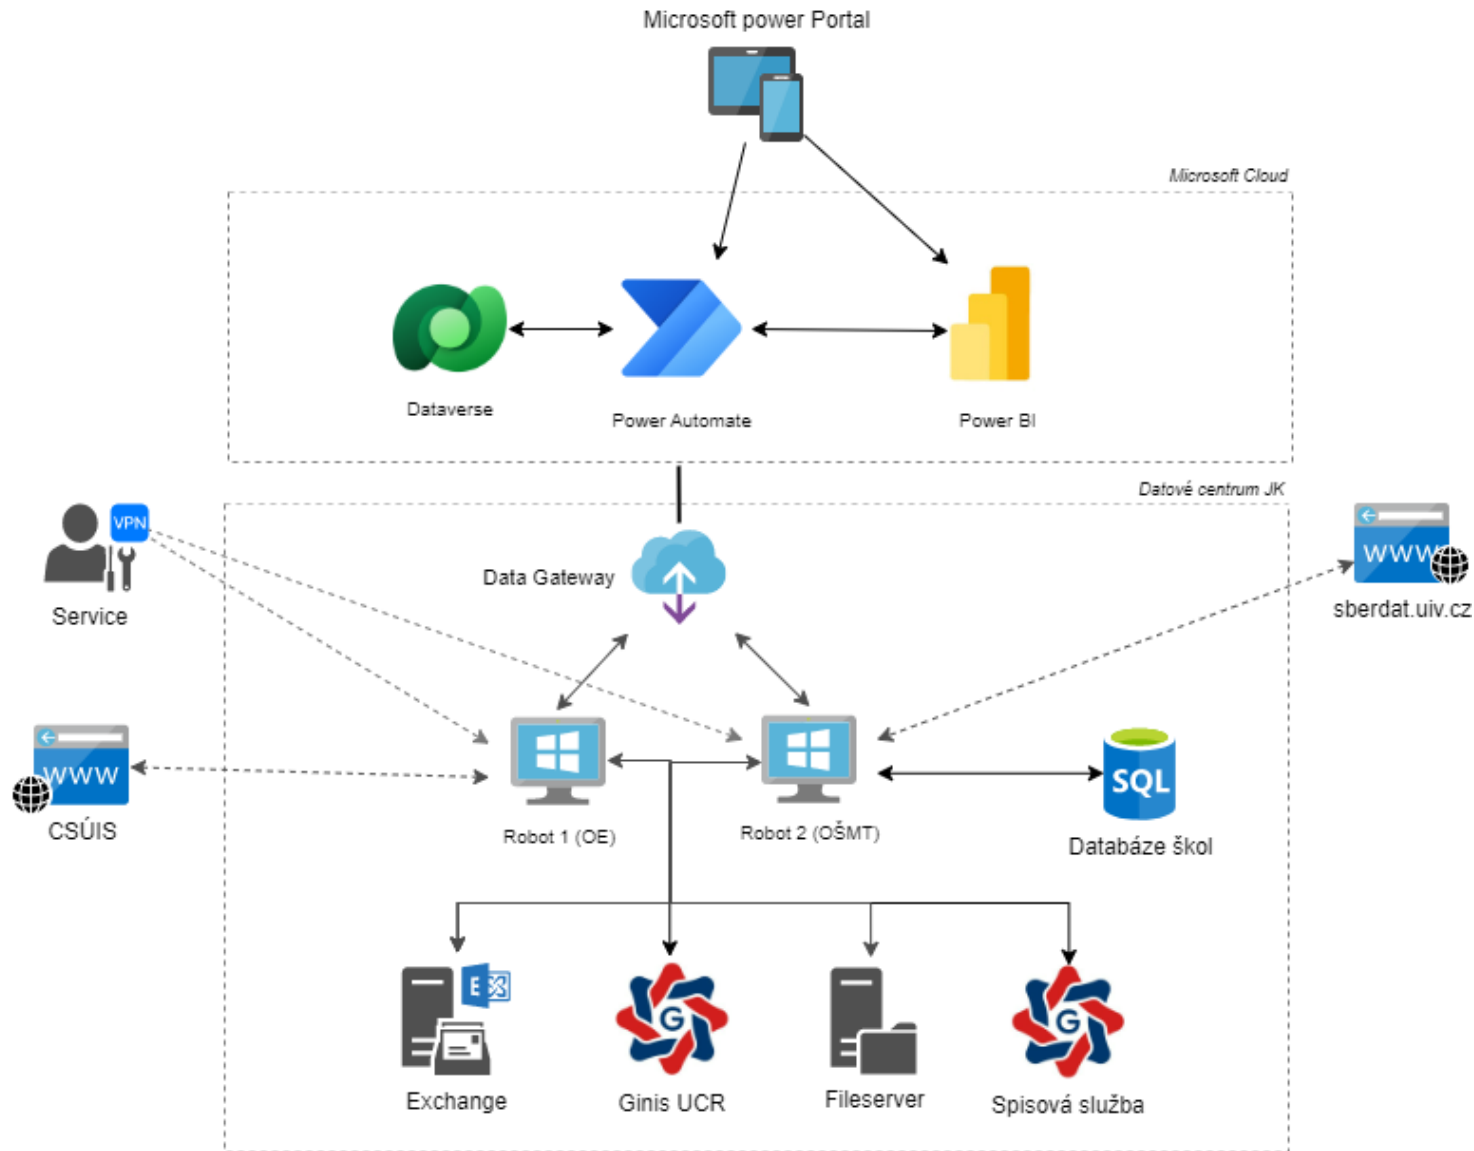 Microsoft power Portal
Microsoft Cloud
Dataverse
Power Automate
Power BI
Datové centrum JK
VPN
Service
Data Gateway
WWW
sberdat.uiv.cz
WWW
CSÚIS
Robot 1 (OE)
Robot 2 (OŠMT)
SQL
Databáze škol
E
Exchange
G
Ginis UCR
Fileserver
G
Spisová služba